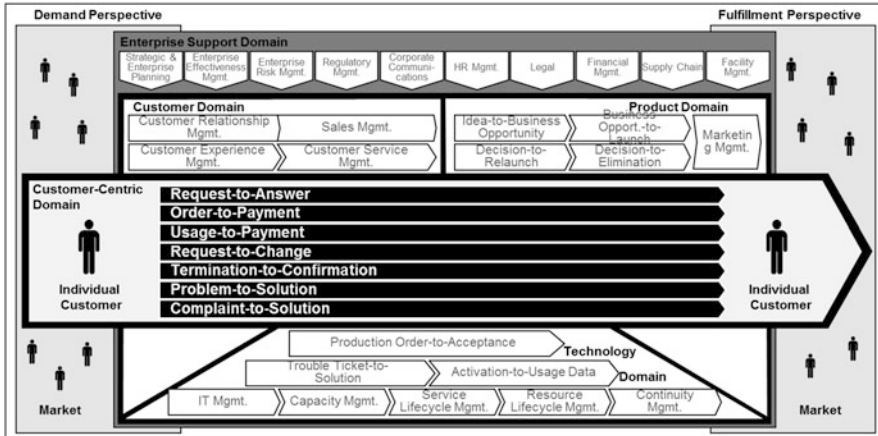 Demand Perspective
Fulfillment Perspective
Enterprise Support Domain
Strategic &
Enterprise
Planning
Enterprise
Effectiveness
Mgmt.
Enterprise
Risk Mgmt.
Regulatory
Mgmt.
Corporate
Communi-
cations
HR Mgmt.
Legal
Financial
Mgmt.
Supply Chain
Facility
Mgmt.
Customer Domain
Customer Relationship
Mgmt.
Sales Mgmt.
Customer Experience
Mgmt.
Customer Service
Mgmt.
Product Domain
Idea-to-Business
Opportunity
Business
Opport.-to-
Launch
Decision-to-
Relaunch
Decision-to-
Elimination
Marketin
g Mgmt.
Customer-Centric
Domain
Individual
Customer
Request-to-Answer
Order-to-Payment
Usage-to-Payment
Request-to-Change
Termination-to-Confirmation
Problem-to-Solution
Complaint-to-Solution
Individual
Customer
Production Order-to-Acceptance
Technology
Trouble Ticket-to-
Solution
Activation-to-Usage Data
Domain
IT Mgmt.
Capacity Mgmt.
Service
Lifecycle Mgmt.
Resource
Lifecycle Mgmt.
Continuity
Mgmt.
Market
Market